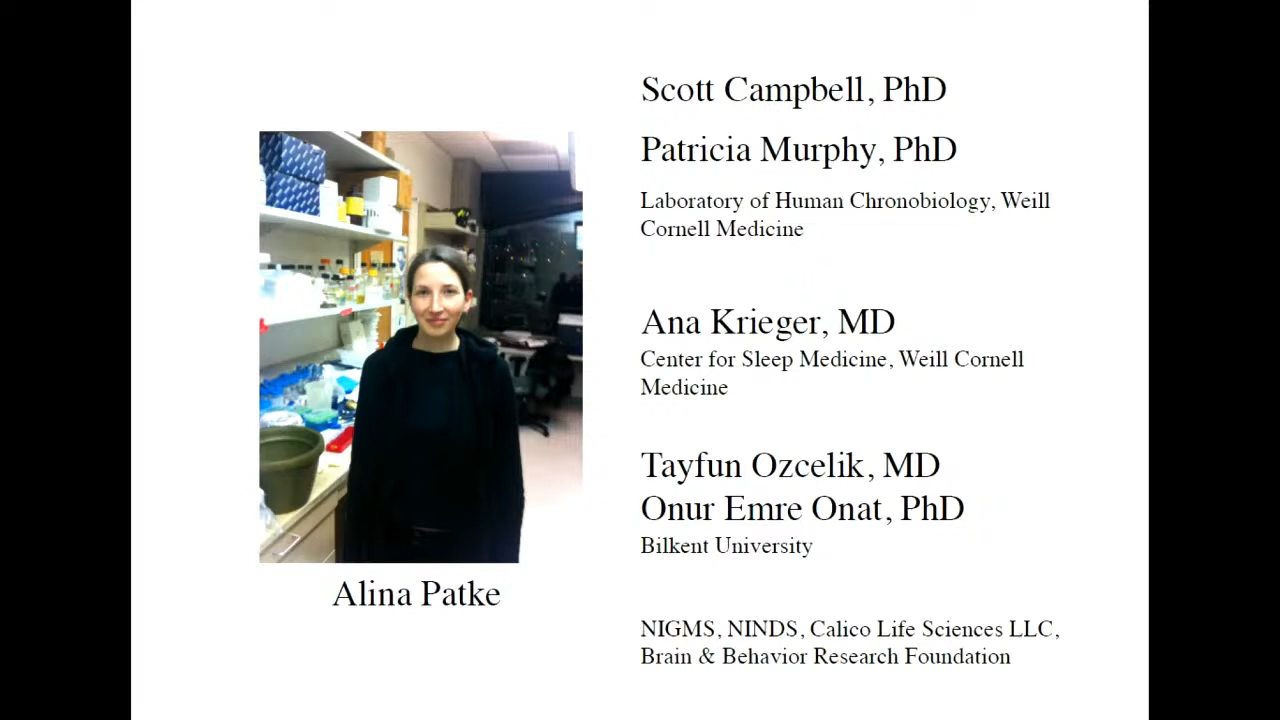 Scott Campbell, PhD
Patricia Murphy, PhD
Laboratory of Human Chronobiology, Weill
Cornell Medicine
Ana Krieger, MD
Center for Sleep Medicine, Weill Cornell
Medicine
Tayfun Ozcelik, MD
Onur Emre Onat, PhD
Bilkent University
Alina Patke
NIGMS, NINDS, Calico Life Sciences LLC,
Brain & Behavior Research Foundation